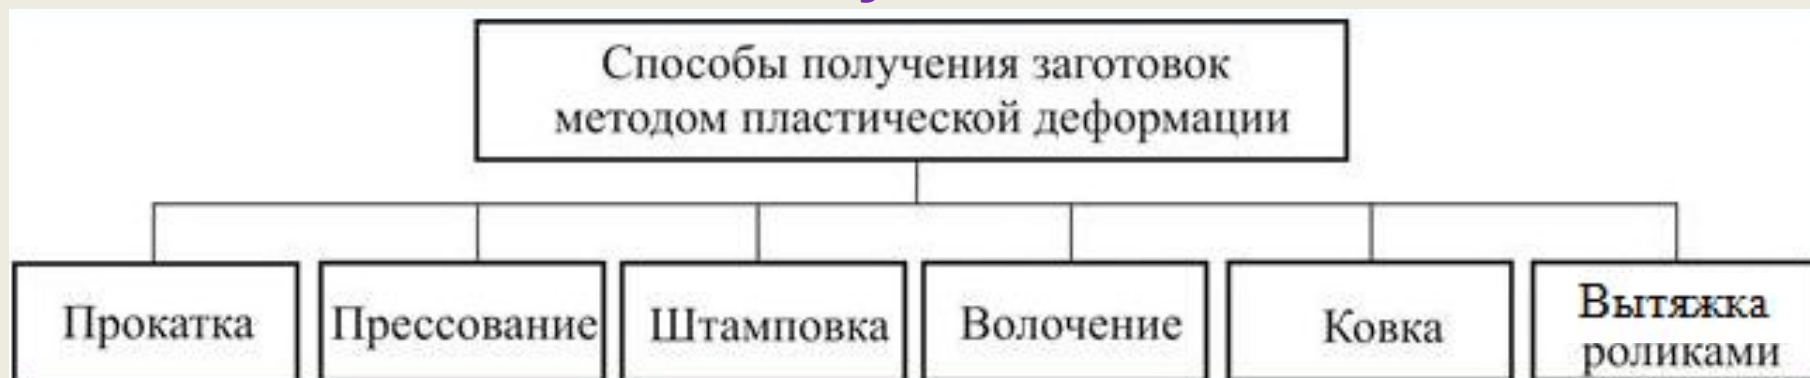 Способы получения заготовок
методом пластической деформации
Прокатка
Прессование
Штамповка
Волочение
Ковка
Вытяжка
роликами